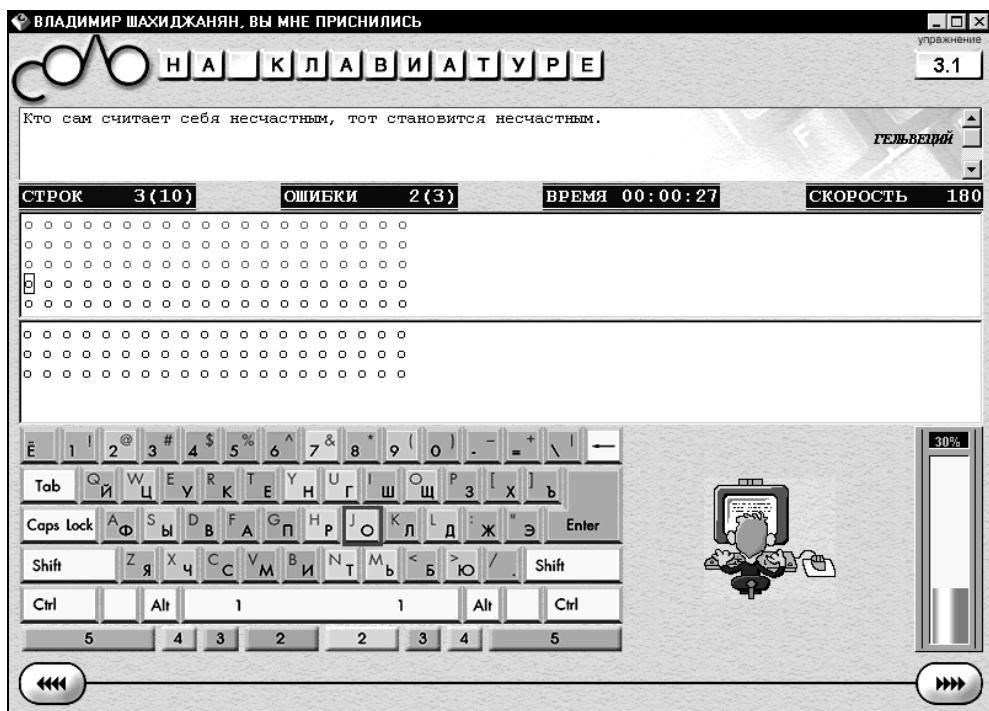 ВЛАДИМИР ШАХИДЖАНЯН, ВЫ МНЕ ПРИСНИЛИСЬ
упражнение
СОЛО НА КЛАВИАТУРЕ 3.1
Кто сам считает себя несчастным, тот становится несчастным.
ГЕЛЬВЕЦИЙ
СТРОК 3(10) ОШИБКИ 2(3) ВРЕМЯ 00:00:27 СКОРОСТЬ 180
о о о о о о о о о о о о о о о о о о о о
о о о о о о о о о о о о о о о о о о о о
о о о о о о о о о о о о о о о о о о о о
о о о о о о о о о о о о о о о о о о о о
о о о о о о о о о о о о о о о о о о о о
о о о о о о о о о о о о о о о о о о о о
о о о о о о о о о о о о о о о о о о о о
о о о о о о о о о о о о о о о о о о о о
Ё 1 ! 2 @ 3 # 4 $ 5 % 6 ^ 7 & 8 * 9 ( 0 ) - . + = \ | ←
Tab Q Й W Ц E У R К T Е Y Н U Г I Ш O Щ P З [ Х ] Ъ
Caps Lock A Ф S Ы D В F А G П H Р J О K Л L Д : Ж " Э Enter
Shift Z Я X Ч C С V М B И N Т M Ь < Б > Ю / . Shift
Ctrl Alt 1 1 Alt Ctrl
5 4 3 2 2 3 4 5
30%